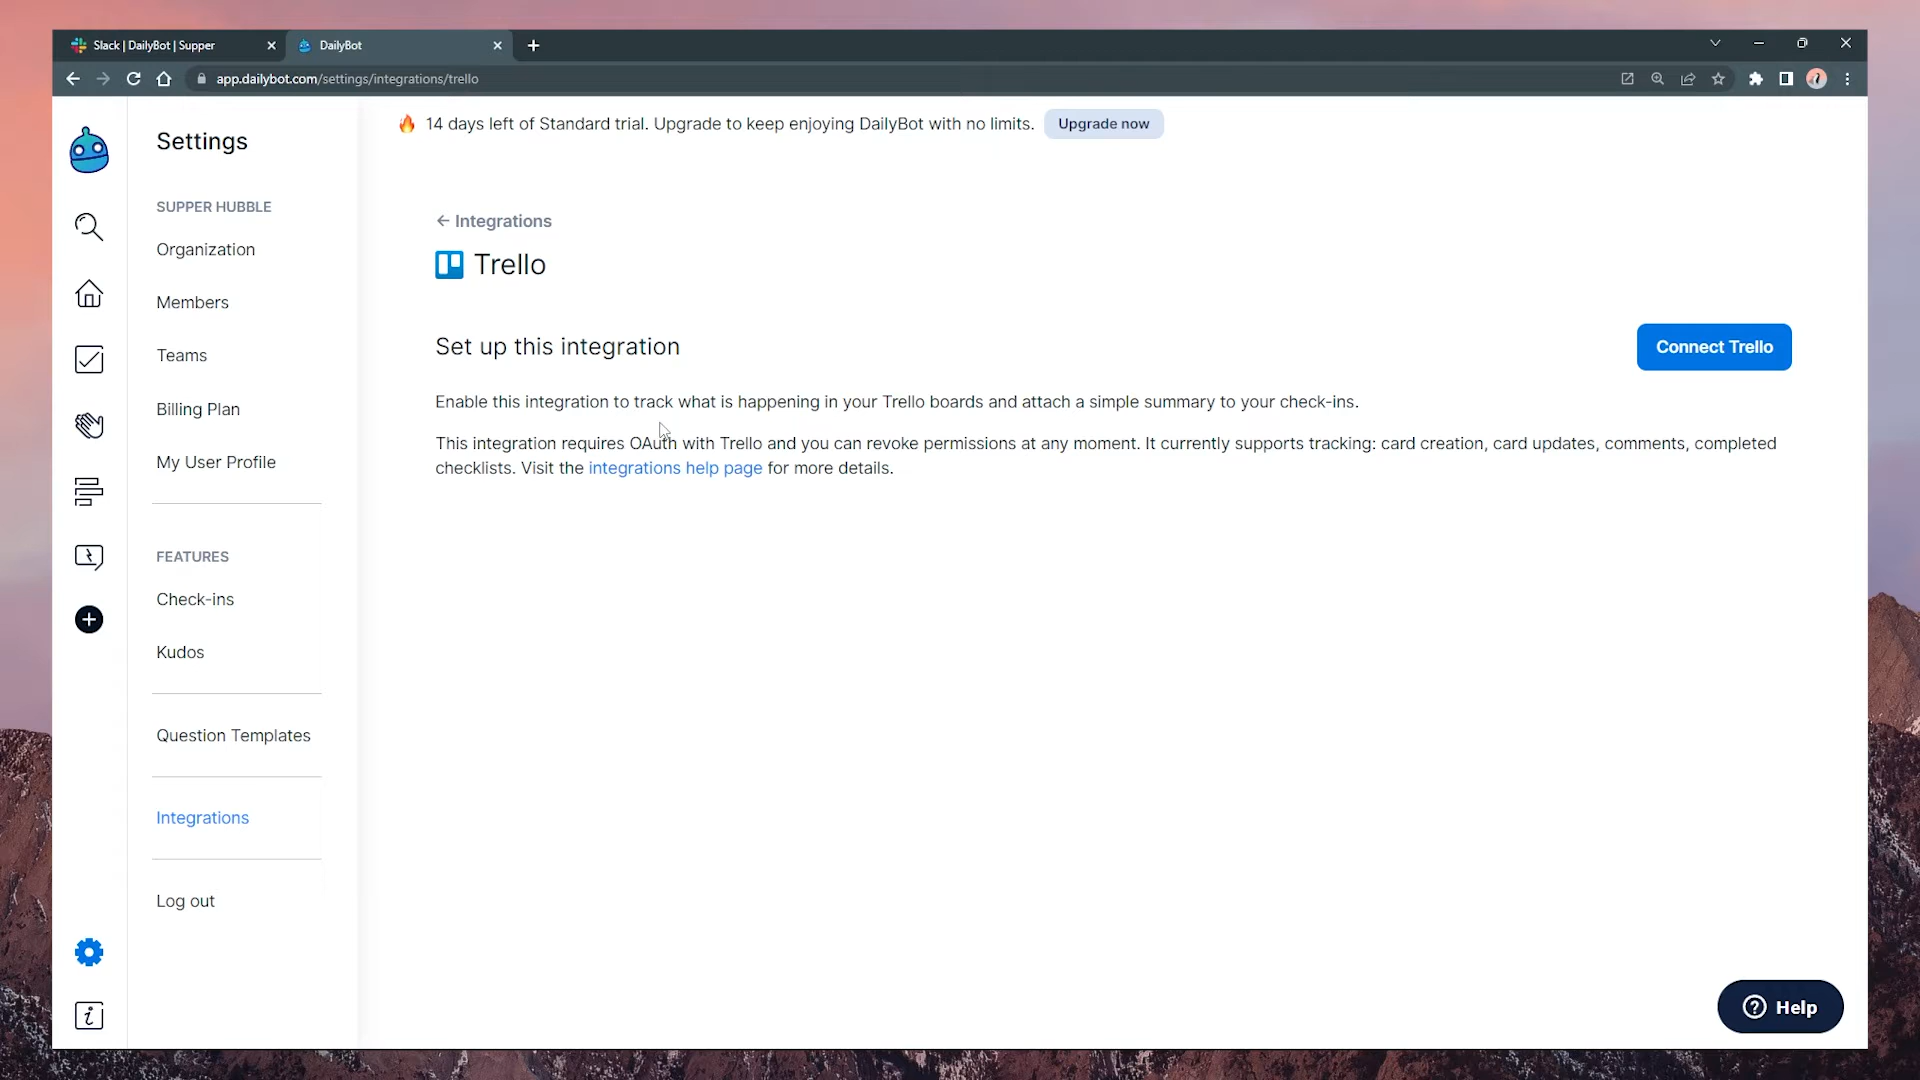 Slack | DailyBot | Supper
DailyBot
app.dailybot.com/settings/integrations/trello
Settings
SUPPER HUBBLE
Organization
Members
Teams
Billing Plan
My User Profile
FEATURES
Check-ins
Kudos
Question Templates
Integrations
Log out
14 days left of Standard trial. Upgrade to keep enjoying DailyBot with no limits.
Upgrade now
← Integrations
Trello
Set up this integration
Connect Trello
Enable this integration to track what is happening in your Trello boards and attach a simple summary to your check-ins.
This integration requires OAuth with Trello and you can revoke permissions at any moment. It currently supports tracking: card creation, card updates, comments, completed
checklists. Visit the integrations help page for more details.
Help